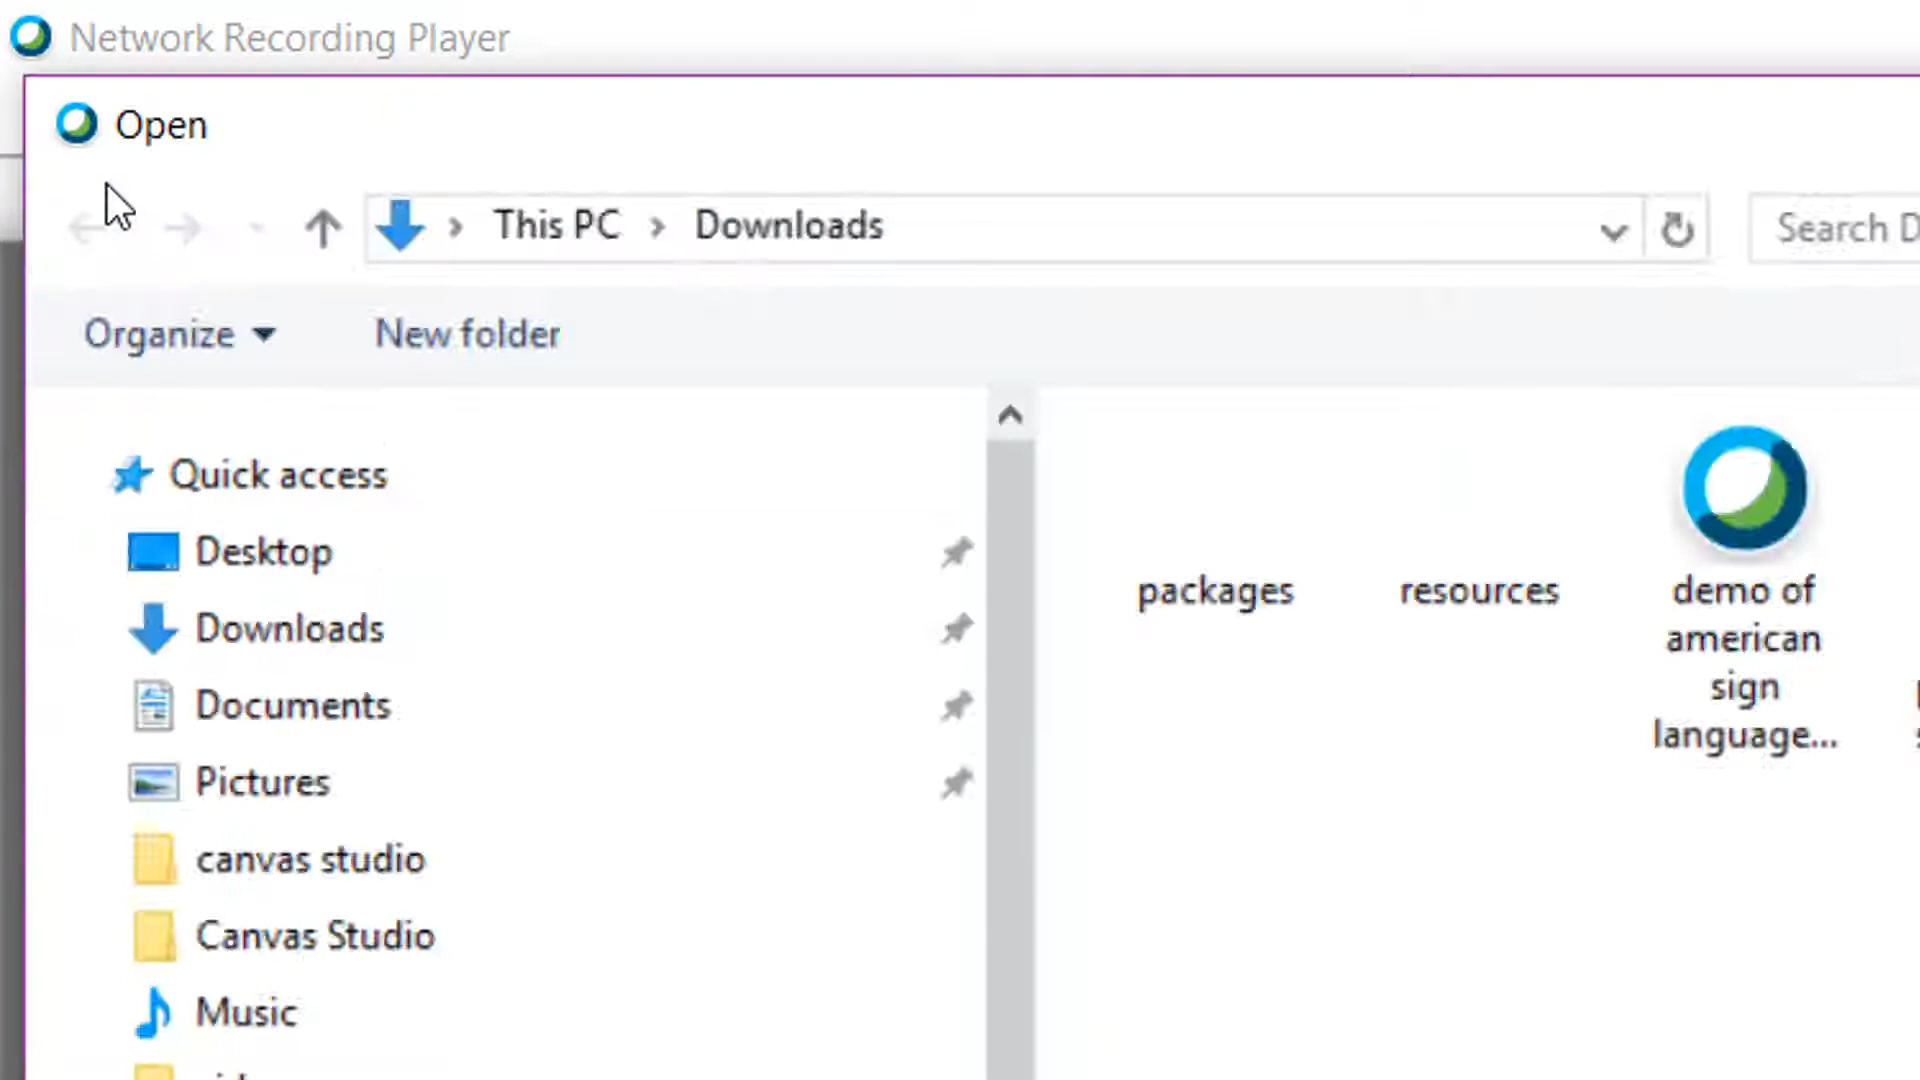 Network Recording Player
Open
This PC > Downloads
Search D
Organize
New folder
Quick access
Desktop
Downloads
Documents
Pictures
canvas studio
Canvas Studio
Music
packages
resources
demo of
american
sign
language...